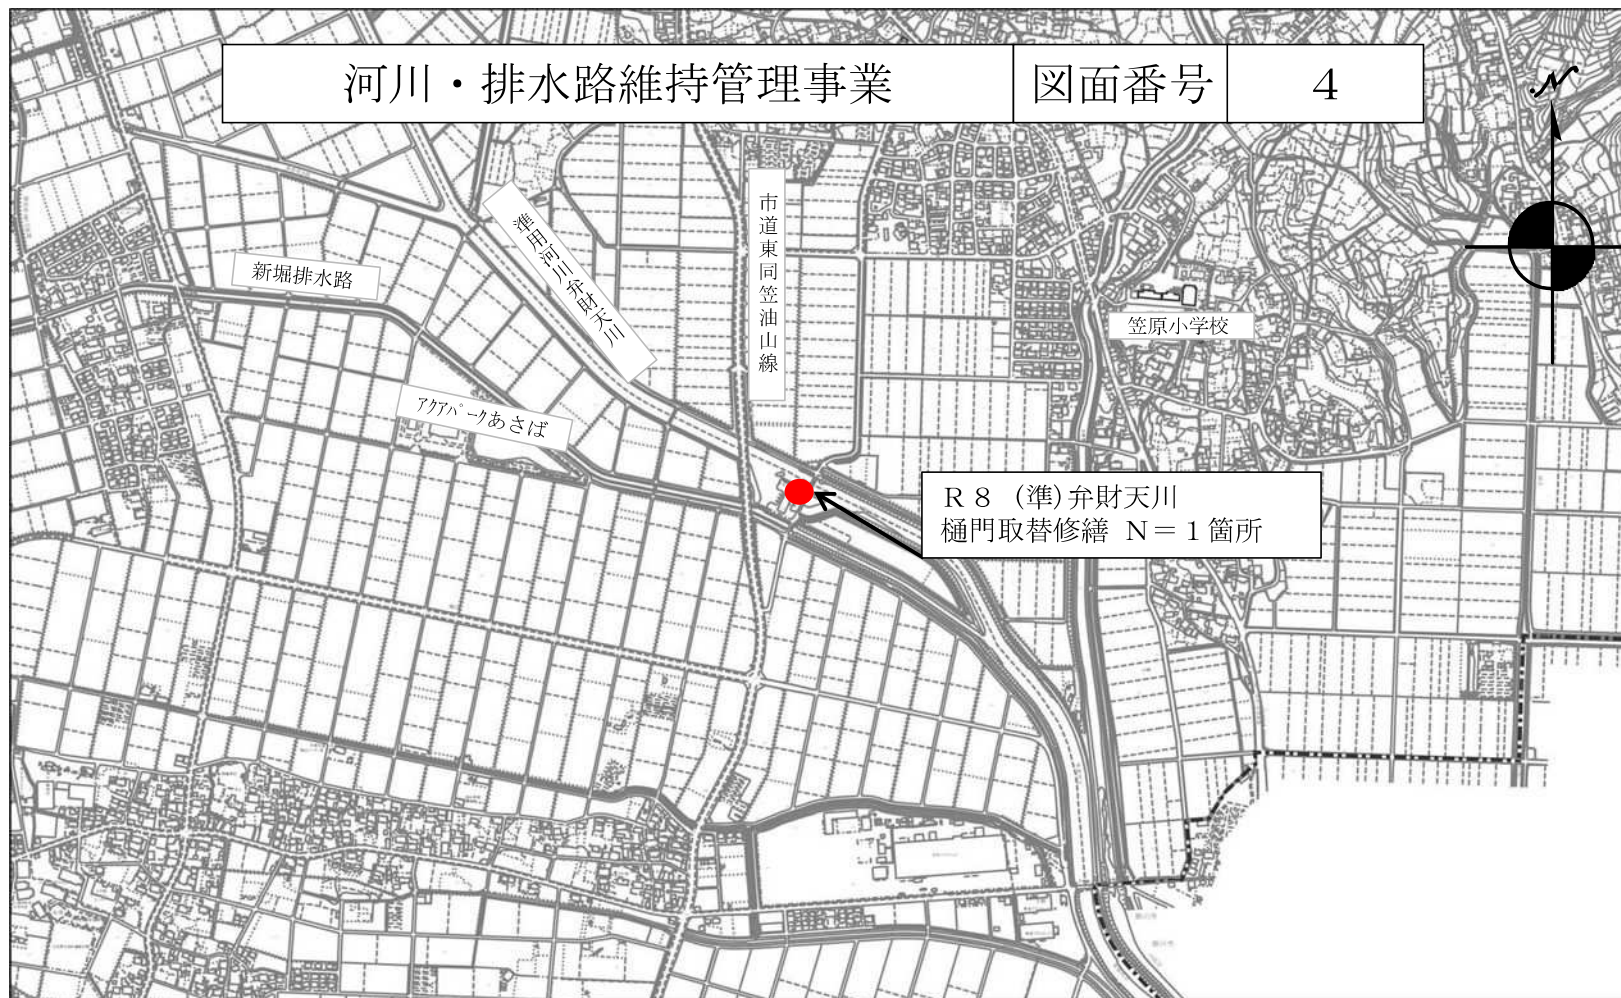 河川・排水路維持管理事業
図面番号
４
N
市道東同笠油山線
準用河川弁財天川
新堀排水路
笠原小学校
ｱｸｱﾊﾟｰｸあさば
Ｒ８ (準)弁財天川
樋門取替修繕 Ｎ＝１箇所